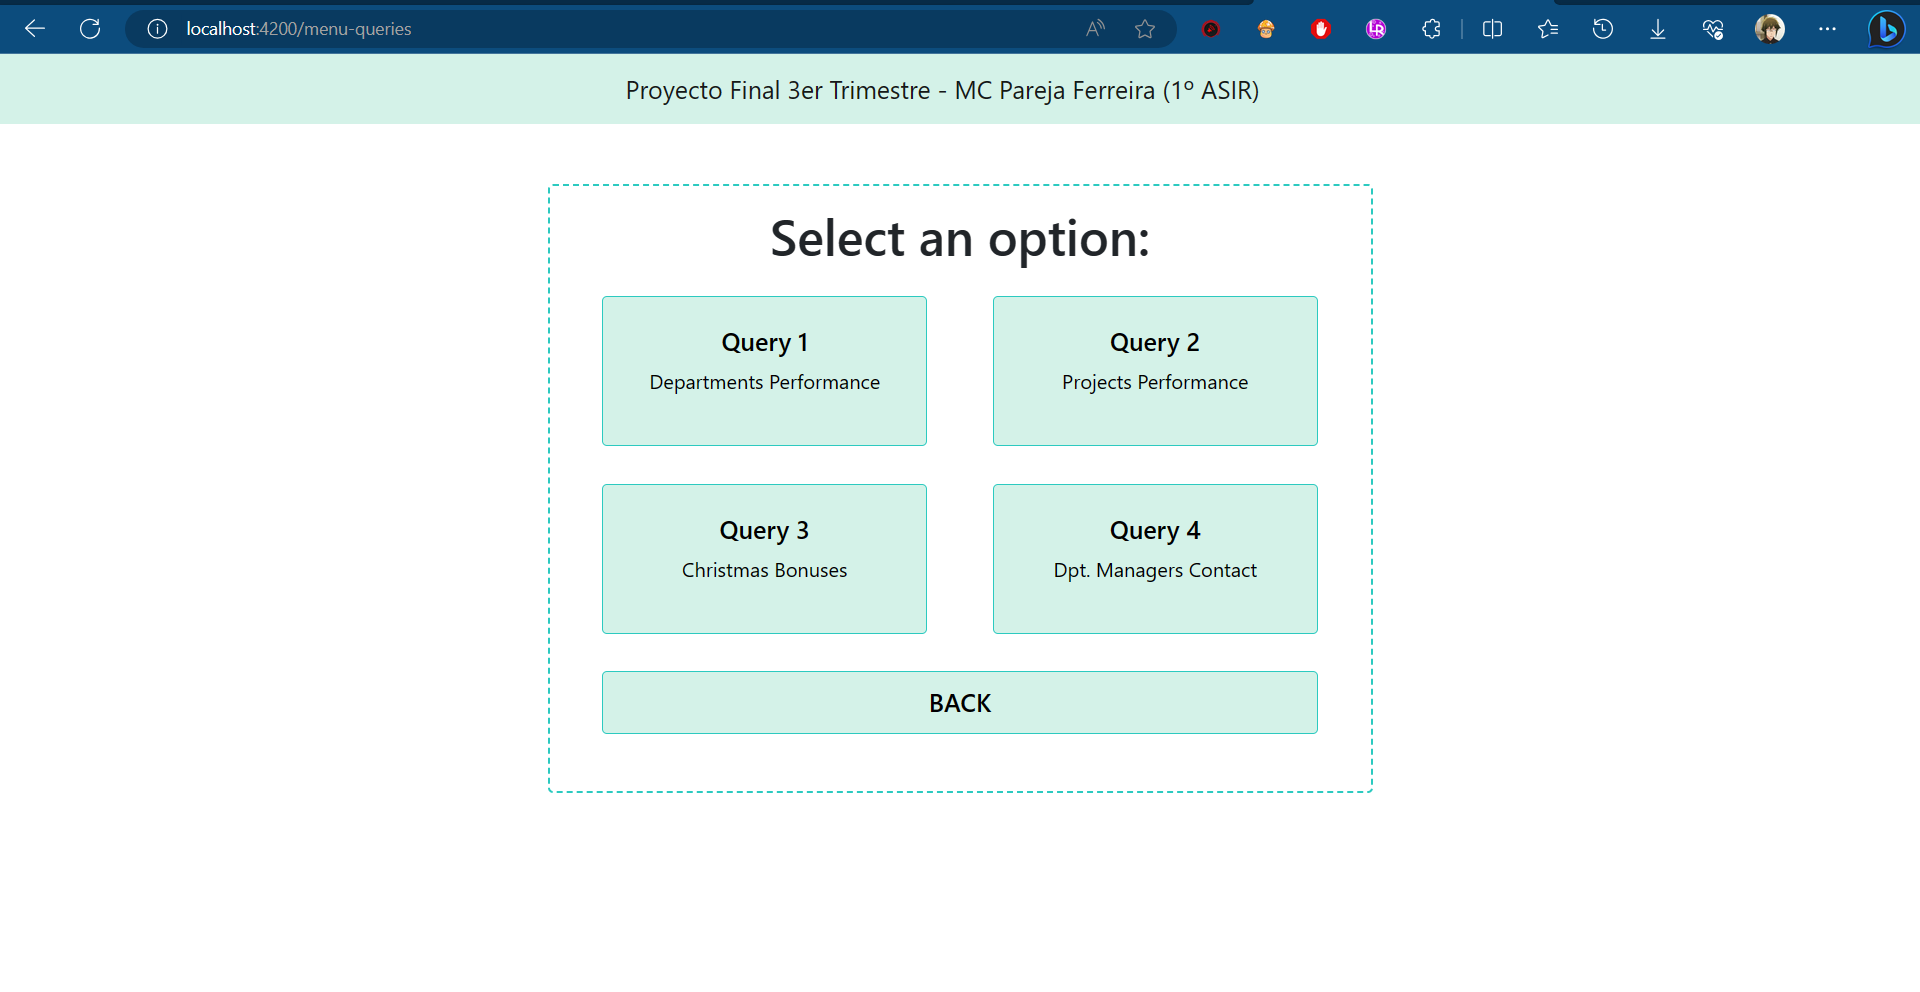 localhost:4200/menu-queries
Proyecto Final 3er Trimestre - MC Pareja Ferreira (1º ASIR)
Select an option:
Query 1
Departments Performance
Query 2
Projects Performance
Query 3
Christmas Bonuses
Query 4
Dpt. Managers Contact
BACK